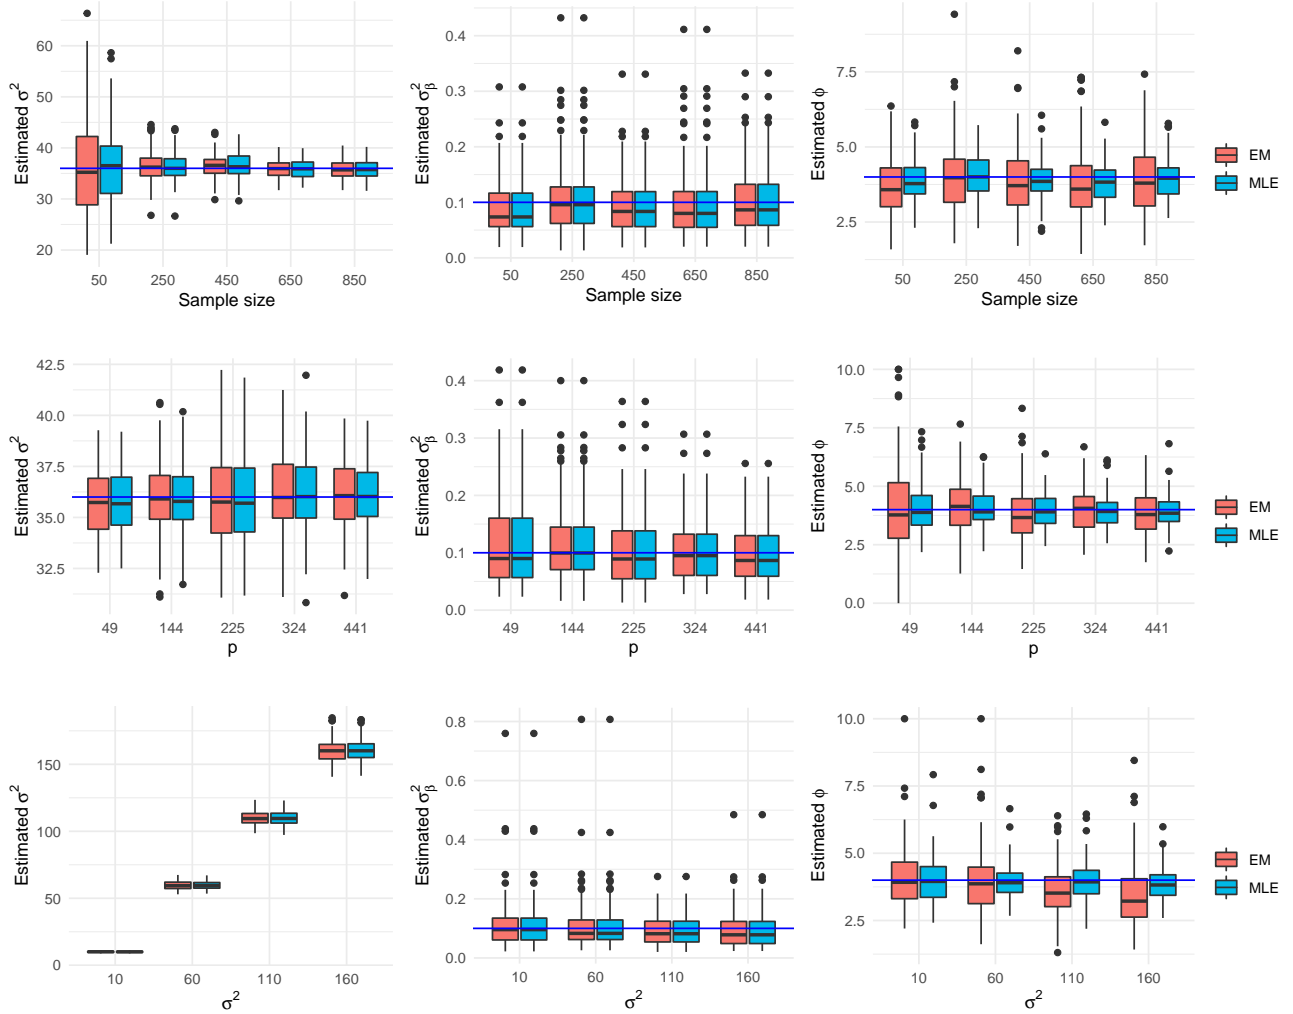 Estimated σ²
60
50
40
30
20
50 250 450 650 850
Sample size
Estimated σ²β
0.4
0.3
0.2
0.1
0.0
50 250 450 650 850
Sample size
Estimated ϕ
7.5
5.0
2.5
50 250 450 650 850
Sample size
EM
MLE
Estimated σ²
42.5
40.0
37.5
35.0
32.5
49 144 225 324 441
p
Estimated σ²β
0.4
0.3
0.2
0.1
0.0
49 144 225 324 441
p
Estimated ϕ
10.0
7.5
5.0
2.5
0.0
49 144 225 324 441
p
EM
MLE
Estimated σ²
150
100
50
0
10 60 110 160
σ²
Estimated σ²β
0.8
0.6
0.4
0.2
0.0
10 60 110 160
σ²
Estimated ϕ
10.0
7.5
5.0
2.5
10 60 110 160
σ²
EM
MLE